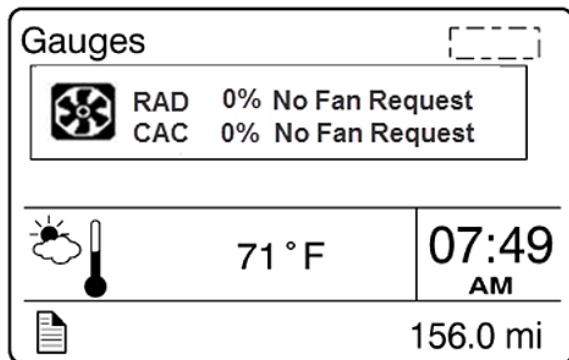 Gauges
RAD 0% No Fan Request
CAC 0% No Fan Request
71°F
07:49
AM
156.0 mi